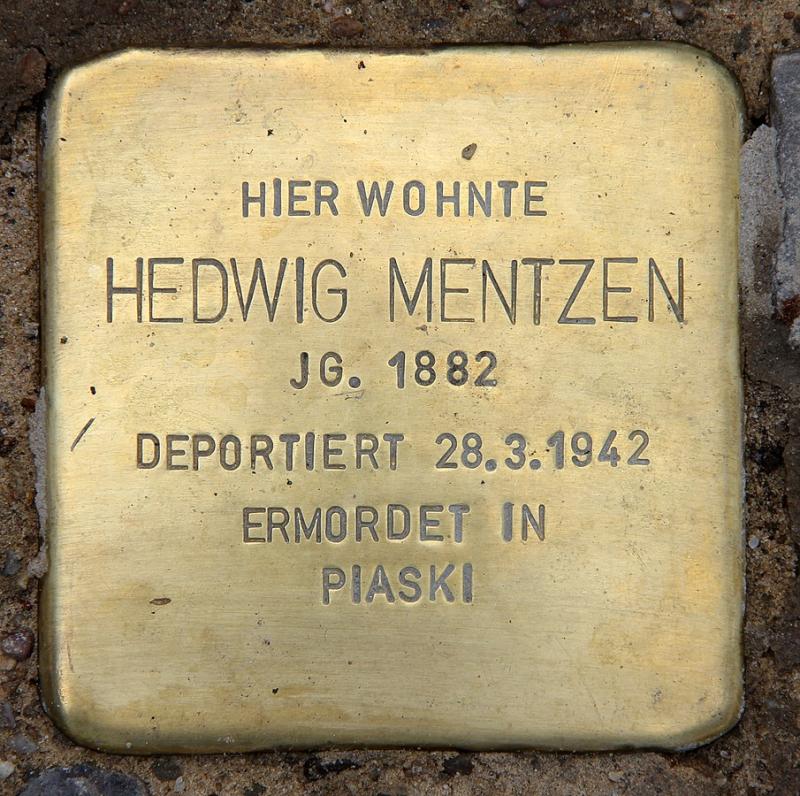 HIER WOHNTE
HEDWIG MENTZEN
JG. 1882
DEPORTIERT 28.3.1942
ERMORDET IN
PIASKI